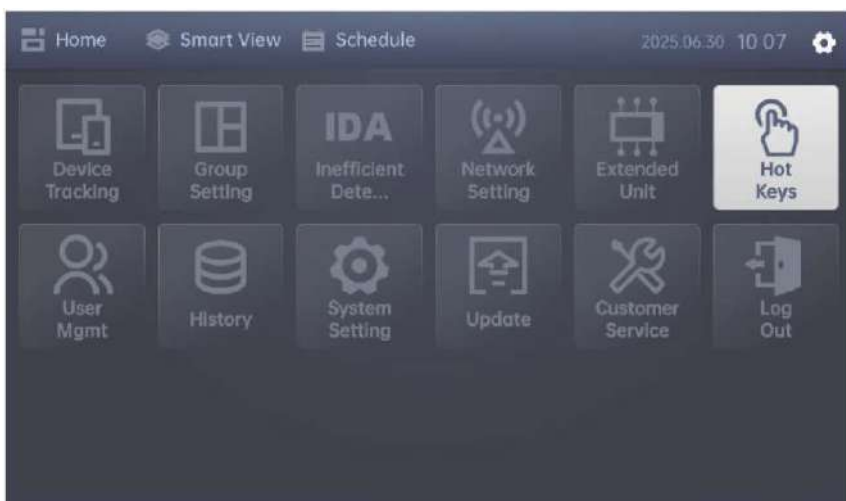 Home Smart View Schedule 2025.06.30 10 07
Device
Tracking
Group
Setting
IDA
Inefficient
Dete...
Network
Setting
Extended
Unit
Hot
Keys
User
Mgmt
History
System
Setting
Update
Customer
Service
Log
Out